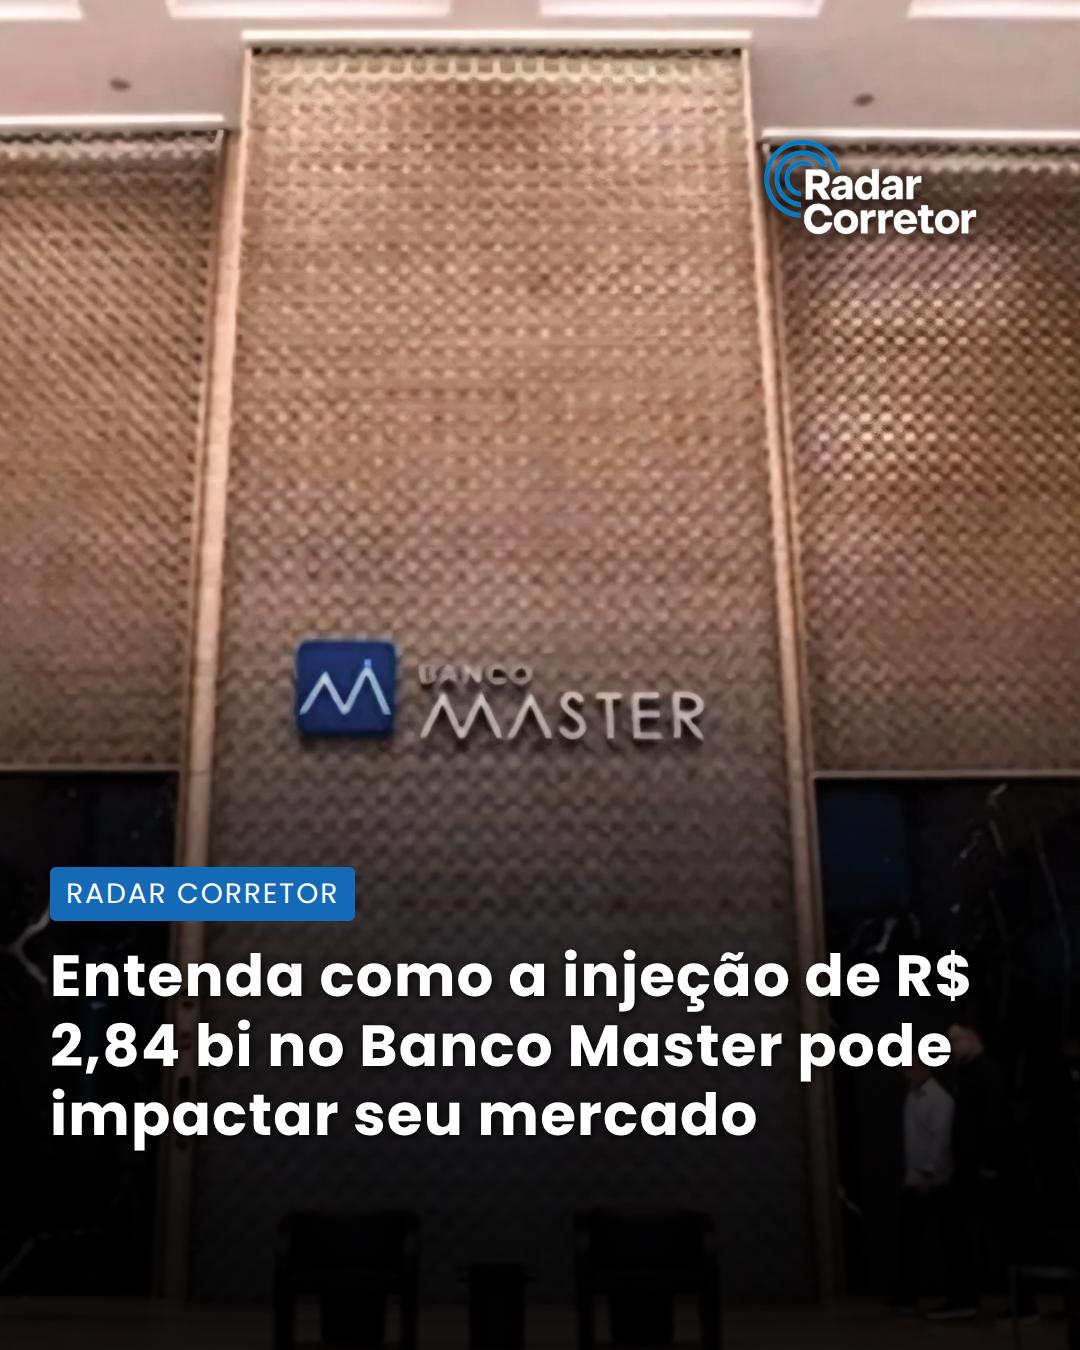 Radar
Corretor
BANCO
MASTER
RADAR CORRETOR
Entenda como a injeção de R$
2,84 bi no Banco Master pode
impactar seu mercado